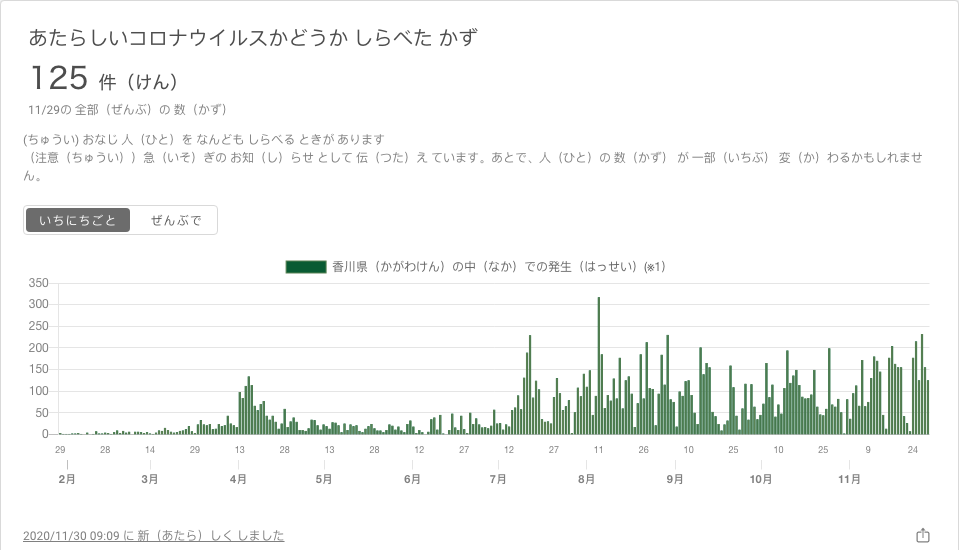 あたらしいコロナウイルスかどうか しらべた かず
125 件（けん）
11/29の 全部（ぜんぶ）の 数（かず）
(ちゅうい) おなじ 人（ひと）を なんども しらべる ときが あります
（注意（ちゅうい））急（いそ）ぎの お知（し）らせ として 伝（つた）え ています。あとで、人（ひと）の 数（かず） が 一部（いちぶ） 変（か）わるかもしれませ
ん。
いちにちごと ぜんぶで
香川県（かがわけん）の中（なか）での発生（はっせい）(※1)
350
300
250
200
150
100
50
0
29 28 14 29 13 28 13 28 12 27 12 27 11 26 10 25 10 25 9 24
2月 3月 4月 5月 6月 7月 8月 9月 10月 11月
2020/11/30 09:09 に 新（あたら）しく しました